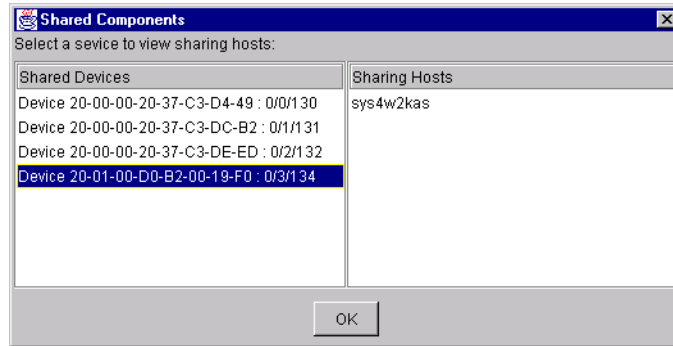 Shared Components
Select a sevice to view sharing hosts:
Shared Devices
Sharing Hosts
Device 20-00-00-20-37-C3-D4-49 : 0/0/130
sys4w2kas
Device 20-00-00-20-37-C3-DC-B2 : 0/1/131
Device 20-00-00-20-37-C3-DE-ED : 0/2/132
Device 20-01-00-D0-B2-00-19-F0 : 0/3/134
OK